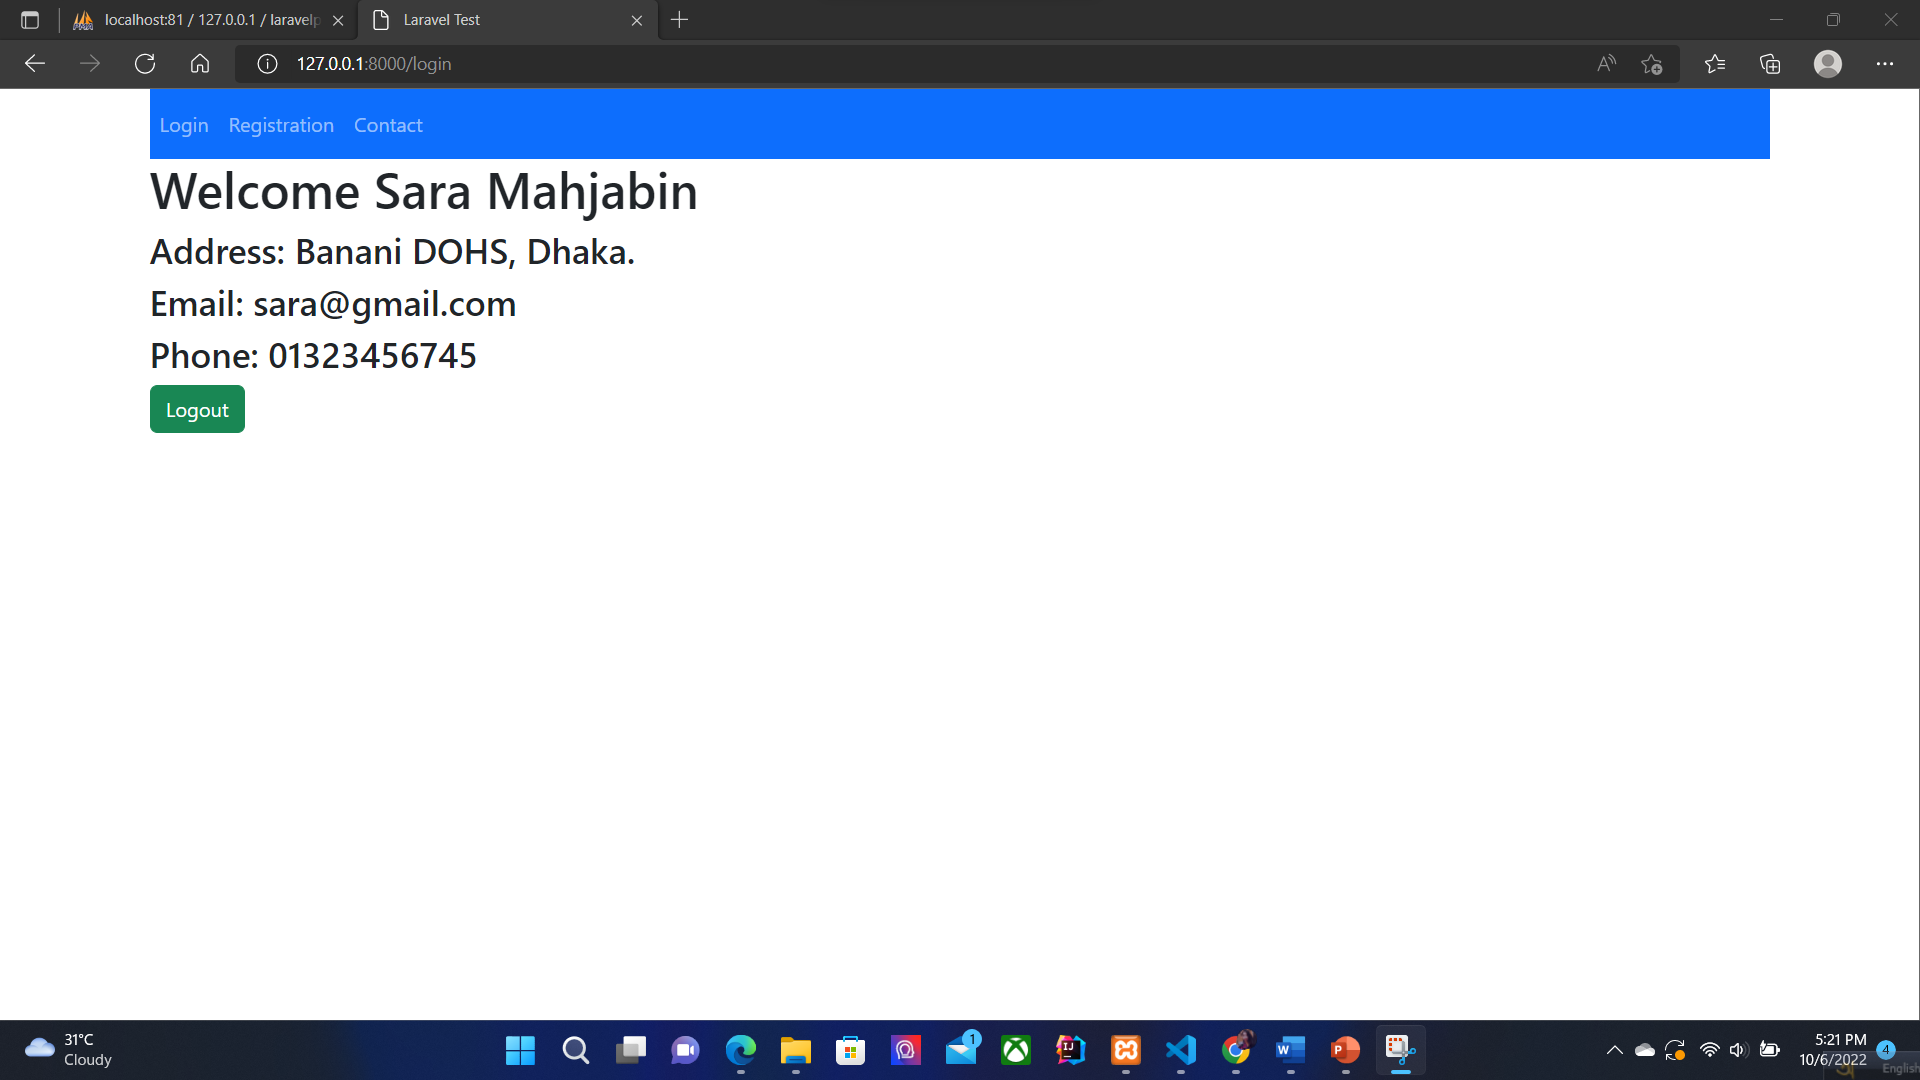 localhost:81 / 127.0.0.1 / laravelp
Laravel Test
127.0.0.1:8000/login
Login Registration Contact
Welcome Sara Mahjabin
Address: Banani DOHS, Dhaka.
Email: sara@gmail.com
Phone: 01323456745
Logout
31°C
Cloudy
1
5:21 PM
10/6/2022
4
English